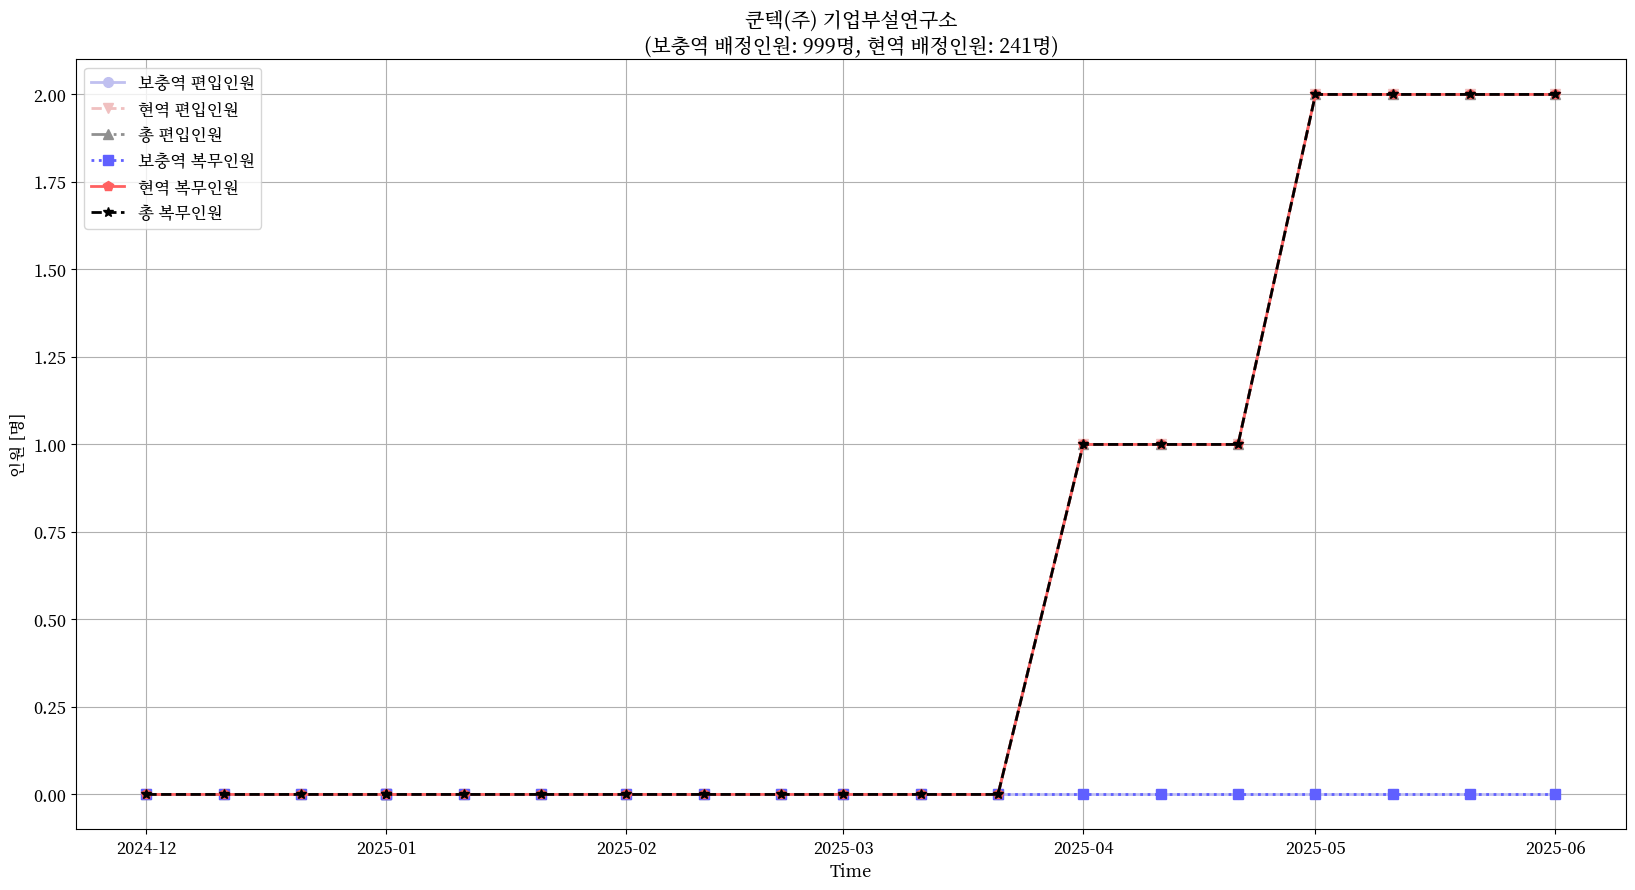 쿤텍(주) 기업부설연구소
(보충역 배정인원: 999명, 현역 배정인원: 241명)
보충역 편입인원
현역 편입인원
총 편입인원
보충역 복무인원
현역 복무인원
총 복무인원
2.00
1.75
1.50
1.25
1.00
0.75
0.50
0.25
0.00
인원 [명]
2024-12 2025-01 2025-02 2025-03 2025-04 2025-05 2025-06
Time